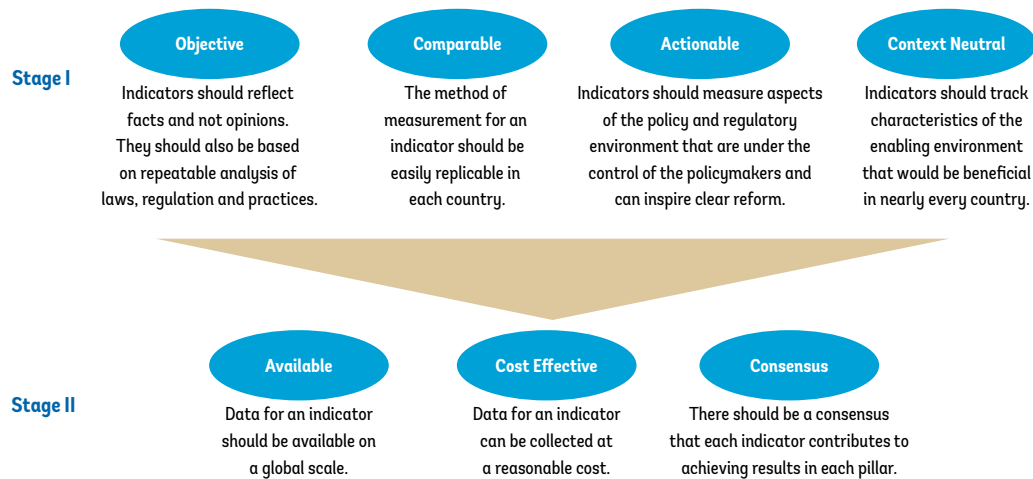 Stage I
Objective
Indicators should reflect
facts and not opinions.
They should also be based
on repeatable analysis of
laws, regulation and practices.
Comparable
The method of
measurement for an
indicator should be
easily replicable in
each country.
Actionable
Indicators should measure aspects
of the policy and regulatory
environment that are under the
control of the policymakers and
can inspire clear reform.
Context Neutral
Indicators should track
characteristics of the
enabling environment
that would be beneficial
in nearly every country.
Stage II
Available
Data for an indicator
should be available on
a global scale.
Cost Effective
Data for an indicator
can be collected at
a reasonable cost.
Consensus
There should be a consensus
that each indicator contributes to
achieving results in each pillar.